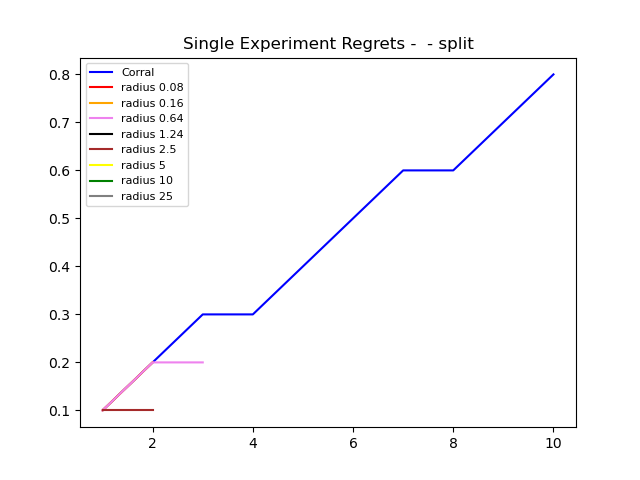 Single Experiment Regrets -  - split
Corral
radius 0.08
radius 0.16
radius 0.64
radius 1.24
radius 2.5
radius 5
radius 10
radius 25
0.8
0.7
0.6
0.5
0.4
0.3
0.2
0.1
2 4 6 8 10